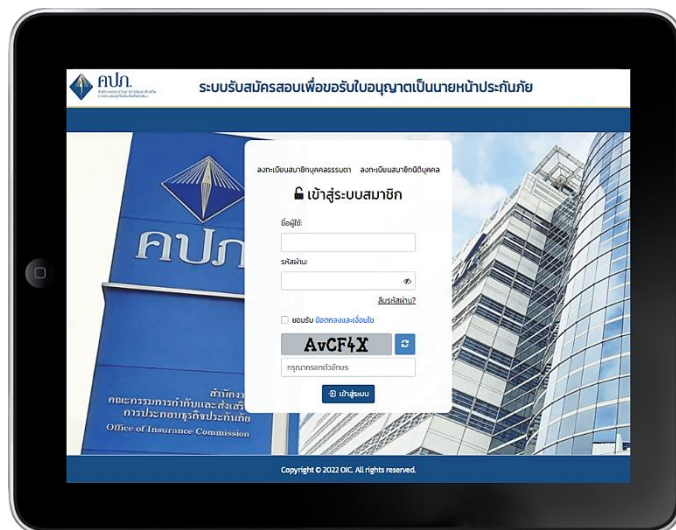 คปภ.
ระบบรับสมัครสอบเพื่อขอรับใบอนุญาตเป็นนายหน้าประกันภัย
ลงทะเบียนสมาชิกบุคคลธรรมดา ลงทะเบียนสมาชิกนิติบุคคล
เข้าสู่ระบบสมาชิก
ชื่อผู้ใช้:
รหัสผ่าน:
ลืมรหัสผ่าน?
ยอมรับ ข้อตกลงและเงื่อนไข
AvCF4X
กรุณากรอกตัวอักษร
เข้าสู่ระบบ
คปภ
สำนักงา
คณะกรรมการกำกับและส่งเสริ
การประกอบธุรกิจประกันภัย
Office of Insurance Commission
Copyright © 2022 OIC. All rights reserved.